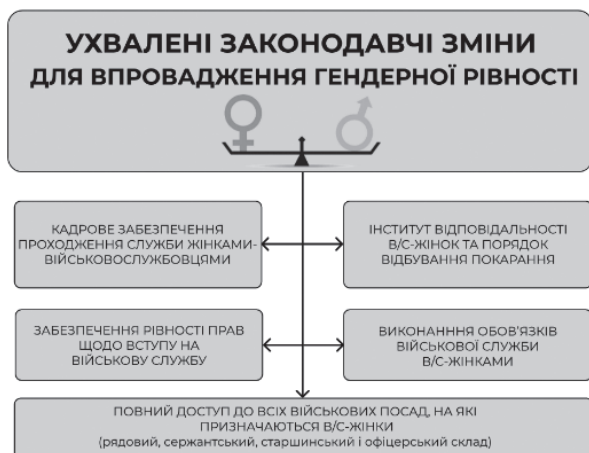 УХВАЛЕНІ ЗАКОНОДАВЧІ ЗМІНИ
ДЛЯ ВПРОВАДЖЕННЯ ГЕНДЕРНОЇ РІВНОСТІ
КАДРОВЕ ЗАБЕЗПЕЧЕННЯ
ПРОХОДЖЕННЯ СЛУЖБИ ЖІНКАМИ-
ВІЙСЬКОВОСЛУЖБОВЦЯМИ
ІНСТИТУТ ВІДПОВІДАЛЬНОСТІ
В/С-ЖІНОК ТА ПОРЯДОК
ВІДБУВАННЯ ПОКАРАННЯ
ЗАБЕЗПЕЧЕННЯ РІВНОСТІ ПРАВ
ЩОДО ВСТУПУ НА
ВІЙСЬКОВУ СЛУЖБУ
ВИКОНАНННЯ ОБОВ'ЯЗКІВ
ВІЙСЬКОВОЇ СЛУЖБИ
В/С-ЖІНКАМИ
ПОВНИЙ ДОСТУП ДО ВСІХ ВІЙСЬКОВИХ ПОСАД, НА ЯКІ
ПРИЗНАЧАЮТЬСЯ В/С-ЖІНКИ
(рядовий, сержантський, старшинський і офіцерський склад)